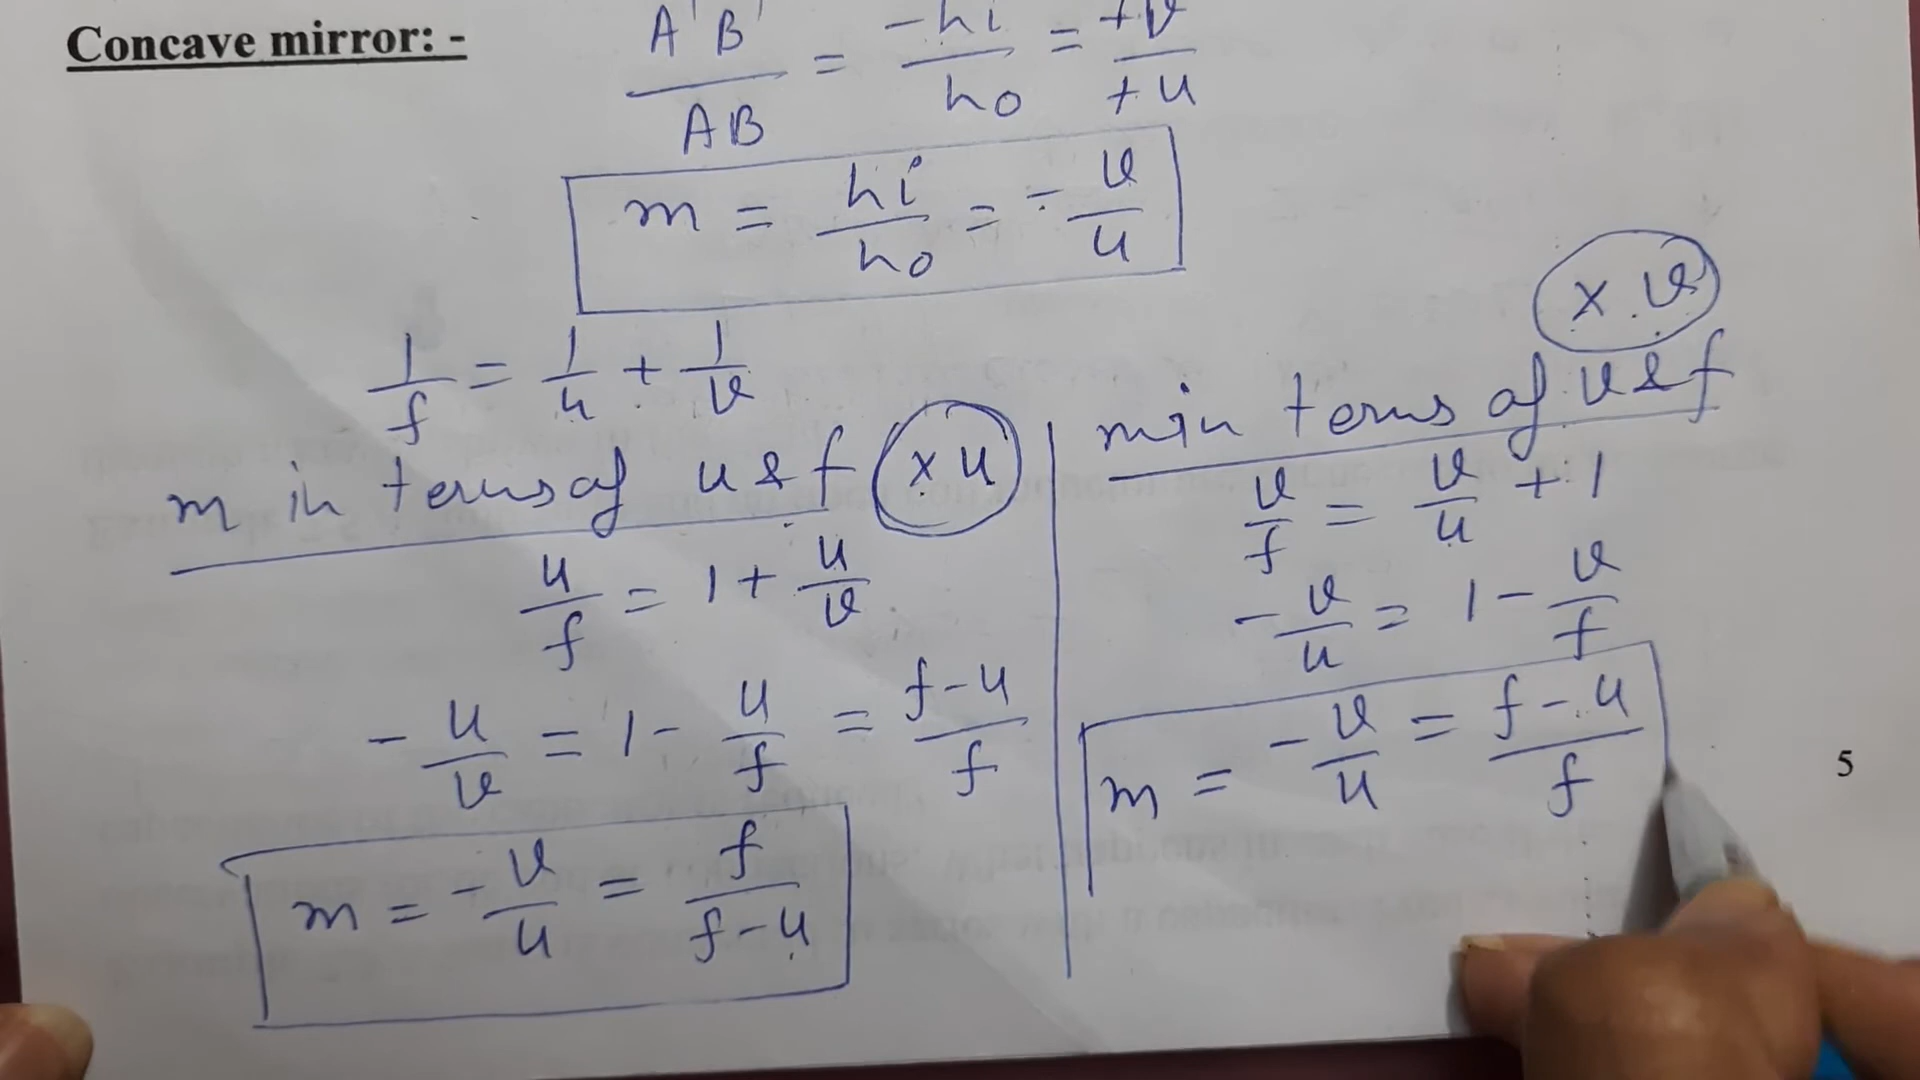 Concave mirror: -
A'B'/AB = -hi/ho = +v/+u
m = hi/ho = - v/u
1/f = 1/u + 1/v
m in terms of u & f × u
u/f = 1 + u/v
- u/v = 1 - u/f = f-u/f
m = - v/u = f/f-u
× v
m in terms of v & f
v/f = v/u + 1
- v/u = 1 - v/f
m = - v/u = f-u/f
5